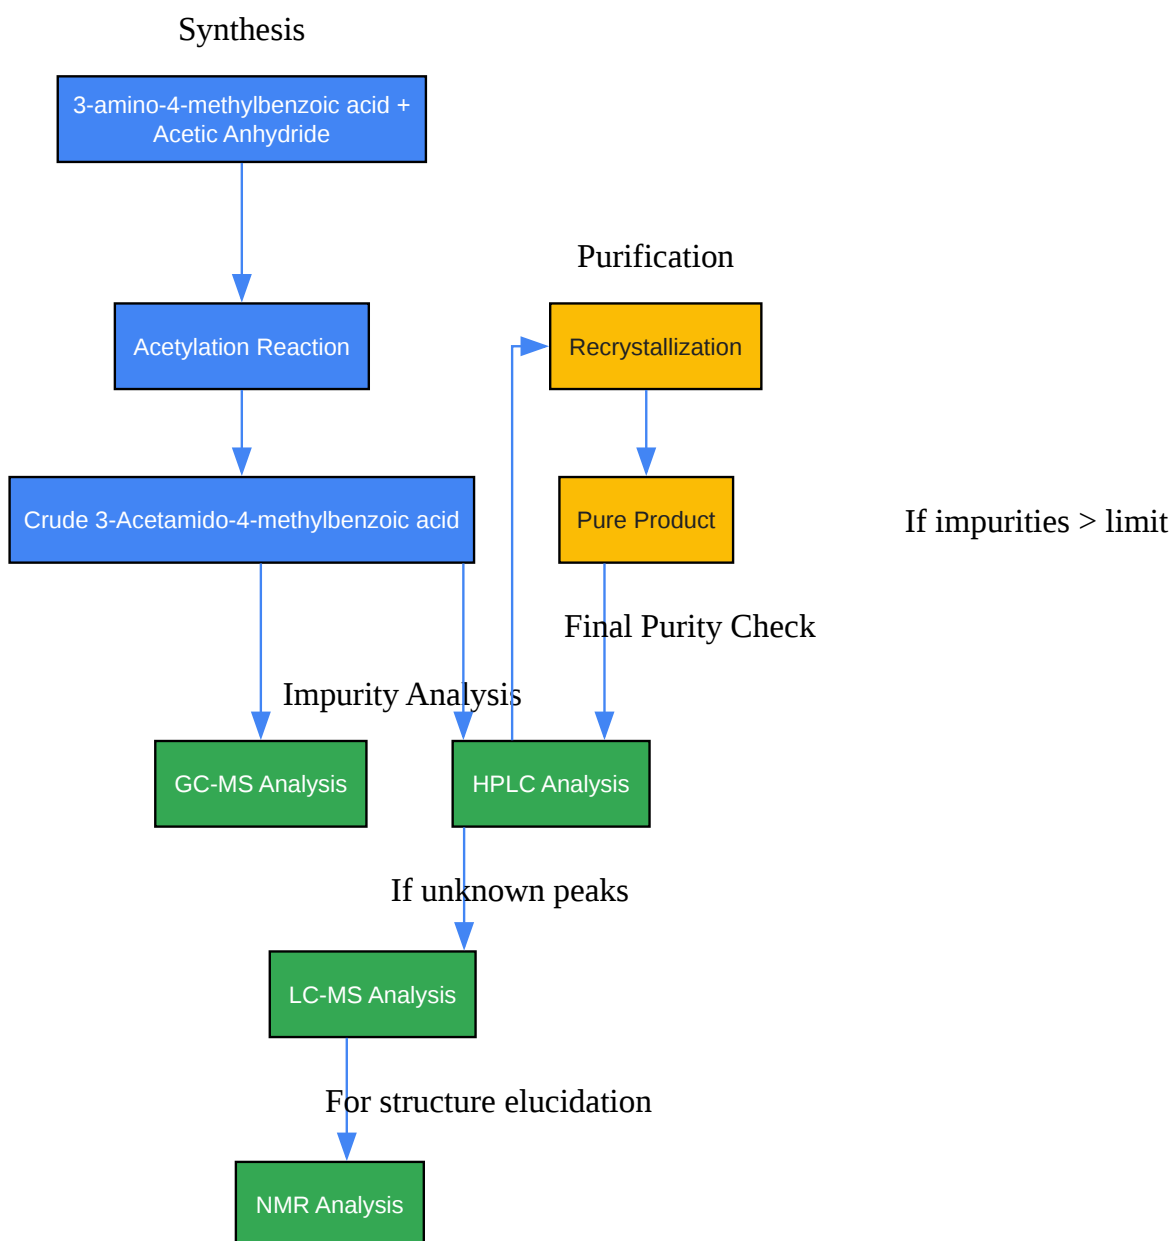 Synthesis
3-amino-4-methylbenzoic acid +
Acetic Anhydride
Purification
Acetylation Reaction
Recrystallization
Crude 3-Acetamido-4-methylbenzoic acid
Pure Product
If impurities > limit
Final Purity Check
Impurity Analysis
GC-MS Analysis
HPLC Analysis
If unknown peaks
LC-MS Analysis
For structure elucidation
NMR Analysis